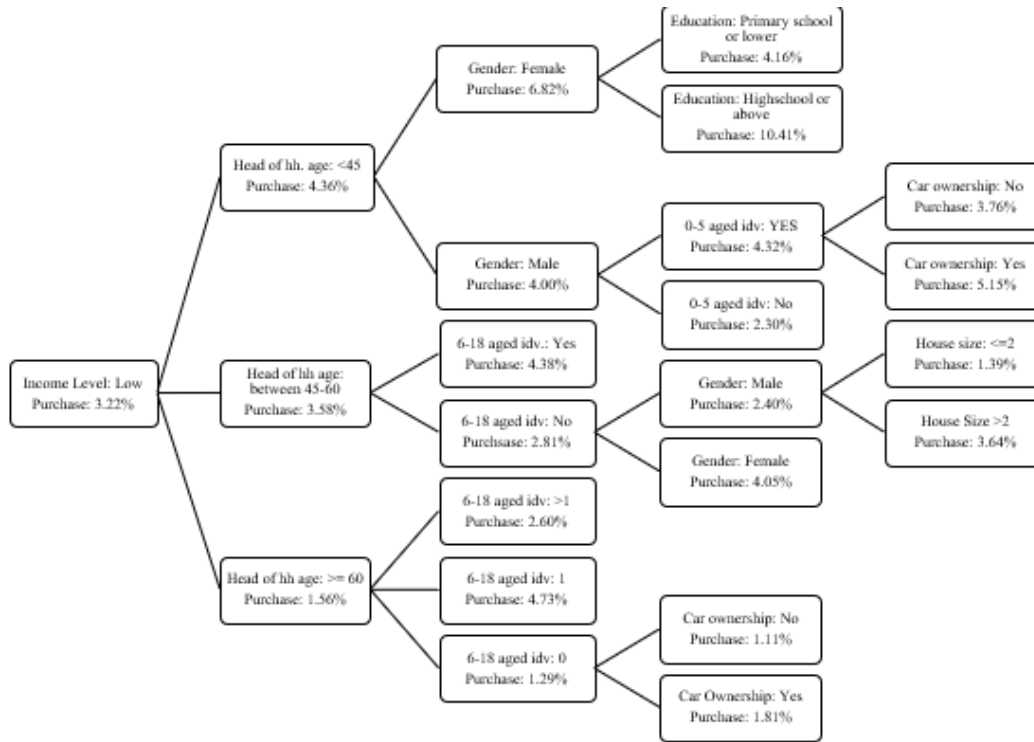 Education: Primary school
or lower
Purchase: 4.16%
Gender: Female
Purchase: 6.82%
Education: Highschool or
above
Purchase: 10.41%
Head of hh. age: <45
Purchase: 4.36%
Car ownership: No
Purchase: 3.76%
0-5 aged idv: YES
Purchase: 4.32%
Gender: Male
Purchase: 4.00%
Car ownership: Yes
Purchase: 5.15%
0-5 aged idv: No
Purchase: 2.30%
6-18 aged idv.: Yes
Purchase: 4.38%
House size: <=2
Purchase: 1.39%
Income Level: Low
Purchase: 3.22%
Head of hh age:
between 45-60
Purchase: 3.58%
Gender: Male
Purchase: 2.40%
6-18 aged idv: No
Purchsase: 2.81%
House Size >2
Purchase: 3.64%
Gender: Female
Purchase: 4.05%
6-18 aged idv: >1
Purchase: 2.60%
Head of hh age: >= 60
Purchase: 1.56%
6-18 aged idv: 1
Purchase: 4.73%
Car ownership: No
Purchase: 1.11%
6-18 aged idv: 0
Purchase: 1.29%
Car Ownership: Yes
Purchase: 1.81%